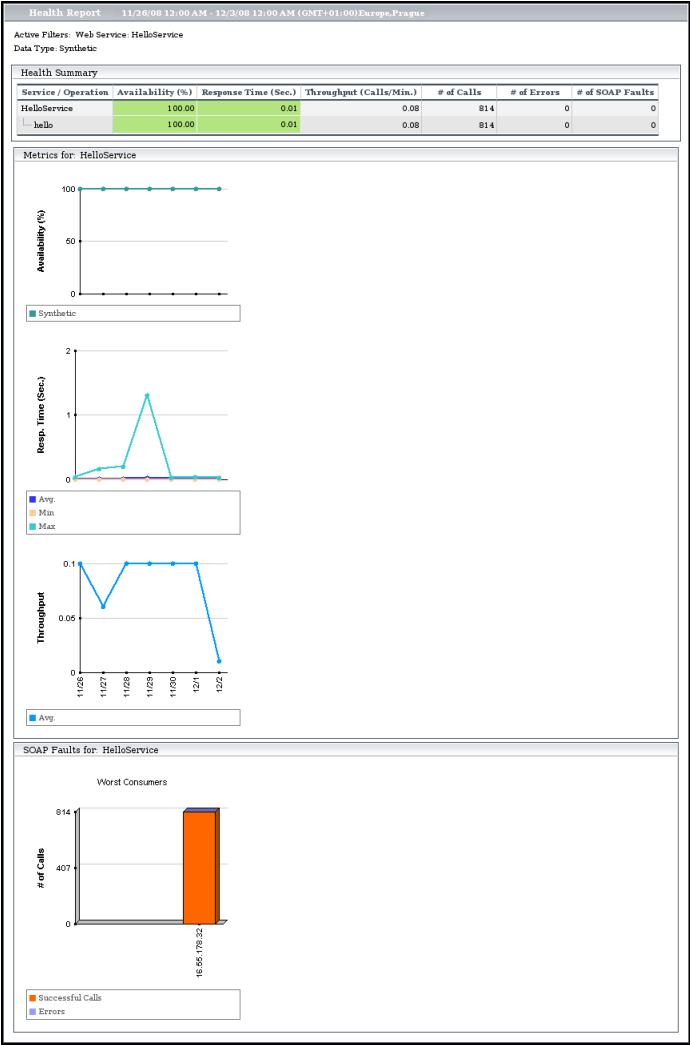 Health Report 11/26/08 12:00 AM - 12/3/08 12:00 AM (GMT+01:00)Europe,Prague
Active Filters: Web Service: HelloService
Data Type: Synthetic
Health Summary
Service / Operation Availability (%) Response Time (Sec.) Throughput (Calls/Min.) # of Calls # of Errors # of SOAP Faults
HelloService 100.00 0.01 0.08 814 0 0
hello 100.00 0.01 0.08 814 0 0
Metrics for: HelloService
Availability (%)
100
50
0
Synthetic
Resp. Time (Sec.)
2
1
0
Avg.
Min
Max
Throughput
0.1
0.05
0
11/26 11/27 11/28 11/29 11/30 12/1 12/2
Avg.
SOAP Faults for: HelloService
Worst Consumers
# of Calls
814
407
0
16.55.178.32
Successful Calls
Errors